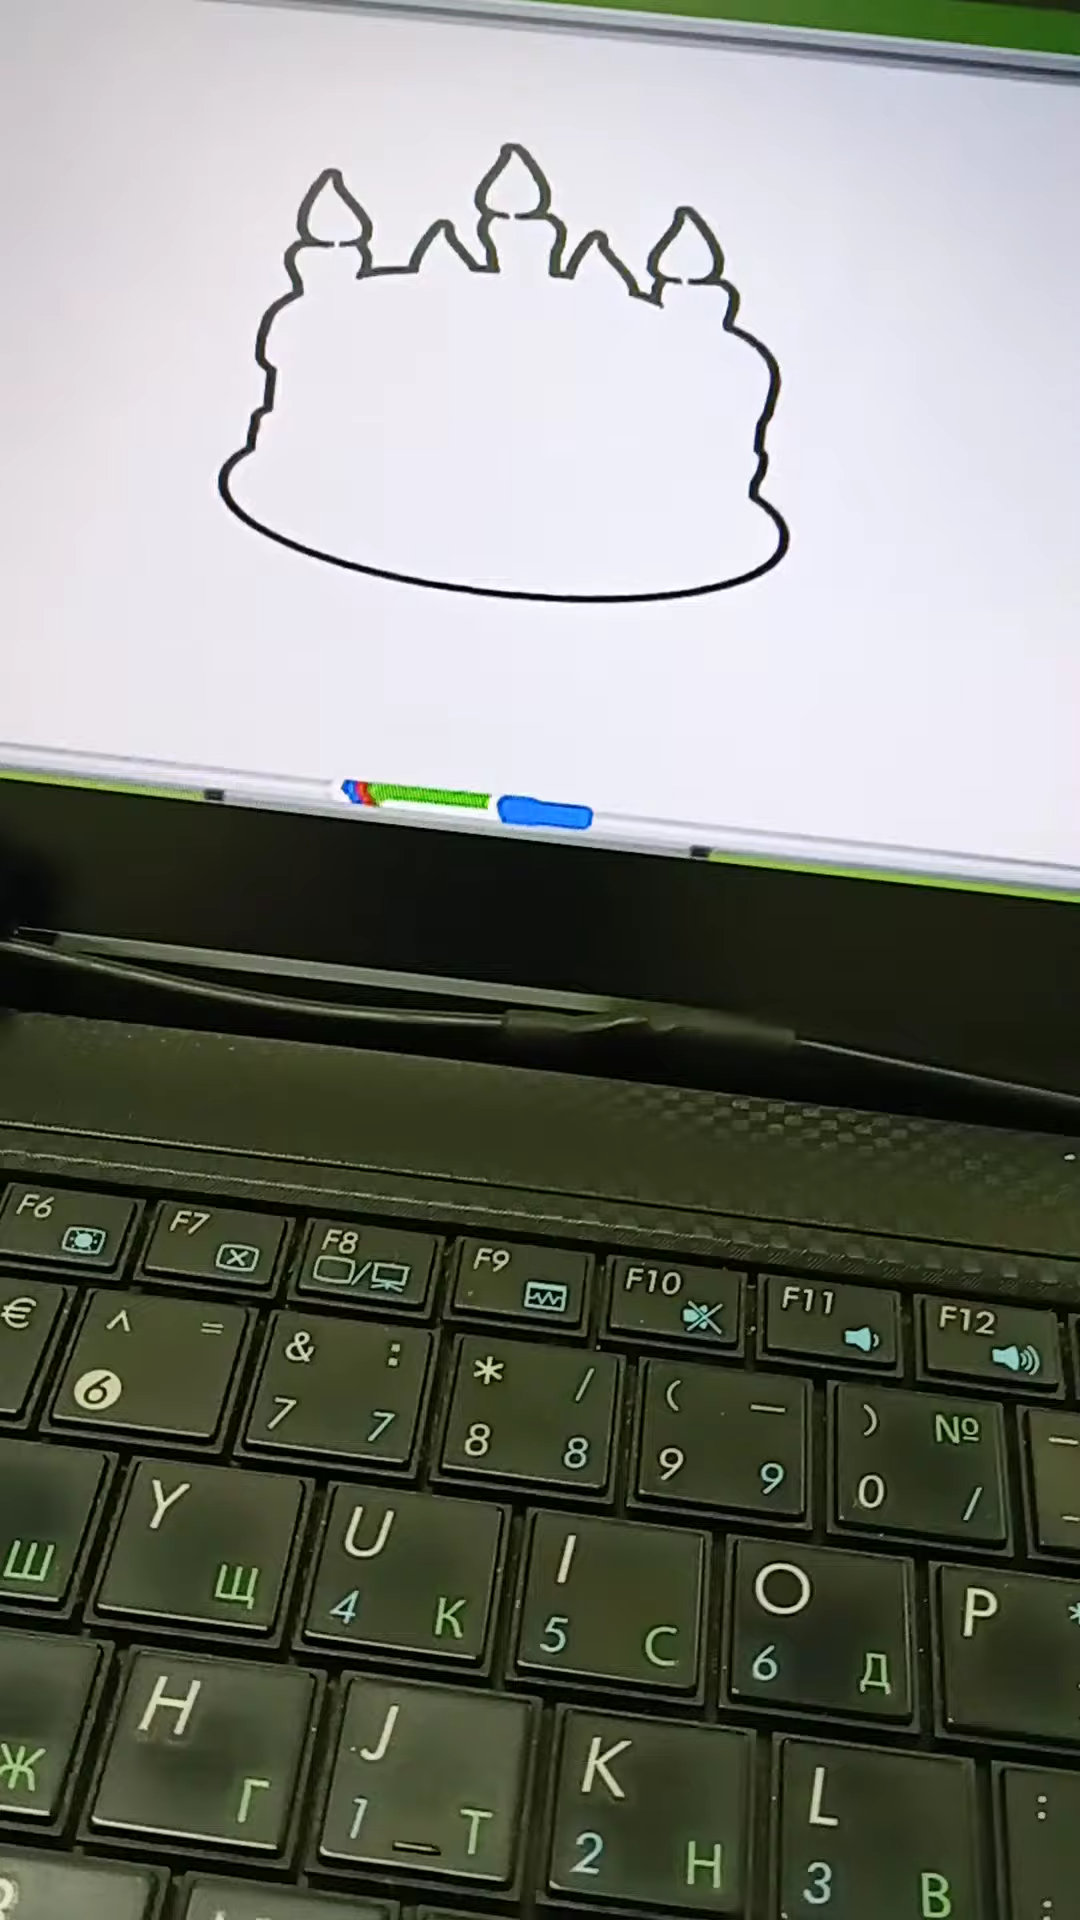 F6 F7 F8 F9 F10 F11 F12
€ ^ = & : * / ( — ) №
6 7 7 8 8 9 9 0 /
Y U I O P *
Ш Щ 4 К 5 С 6 Д
H J K L :
Ж Г 1 Т 2 Н 3 В